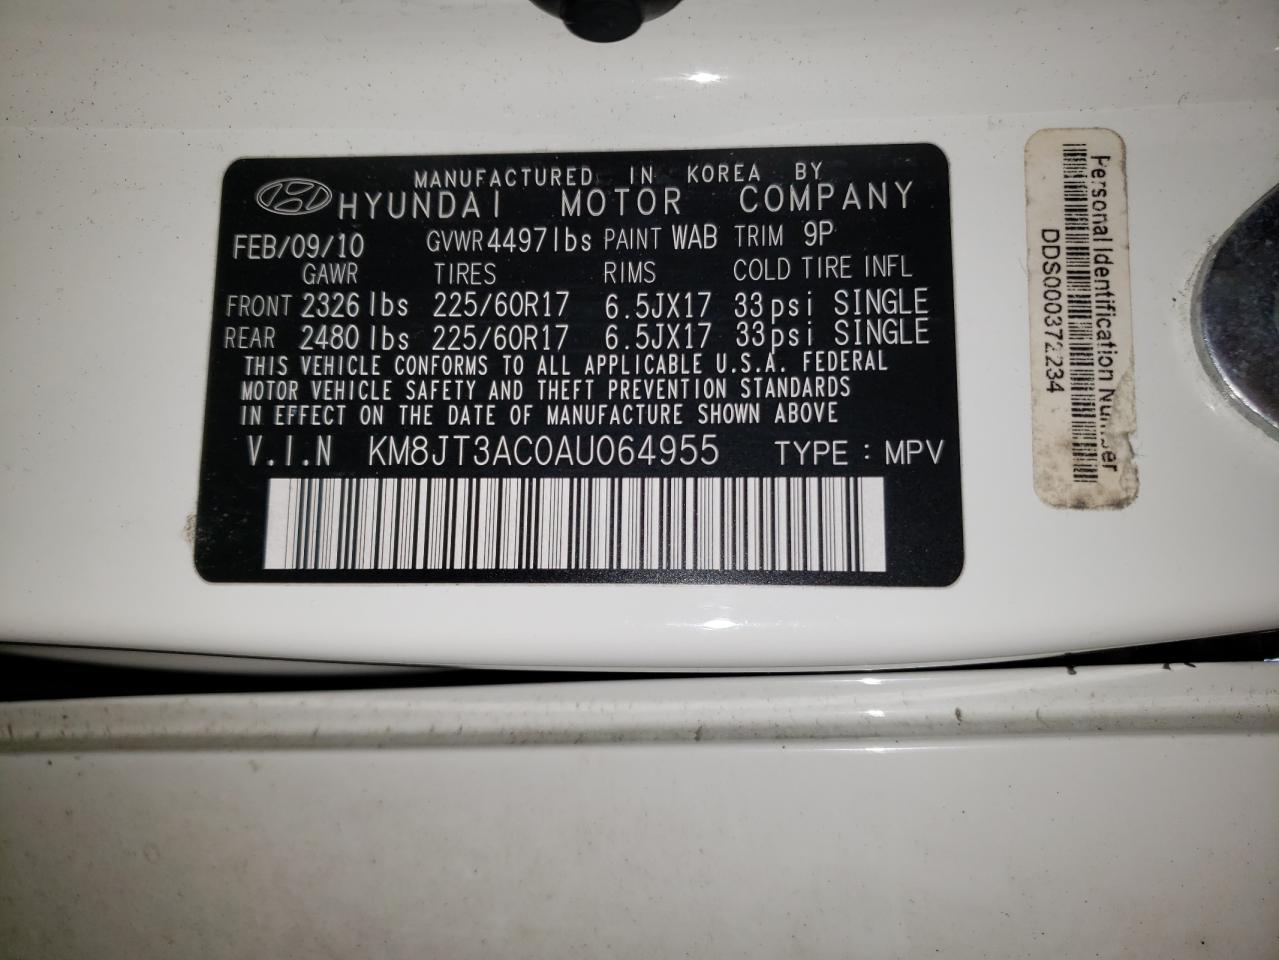 MANUFACTURED IN KOREA BY
HYUNDAI MOTOR COMPANY
FEB/09/10 GVWR 4497lbs PAINT WAB TRIM 9P
GAWR TIRES RIMS COLD TIRE INFL
FRONT 2326 lbs 225/60R17 6.5JX17 33psi SINGLE
REAR 2480 lbs 225/60R17 6.5JX17 33psi SINGLE
THIS VEHICLE CONFORMS TO ALL APPLICABLE U.S.A. FEDERAL
MOTOR VEHICLE SAFETY AND THEFT PREVENTION STANDARDS
IN EFFECT ON THE DATE OF MANUFACTURE SHOWN ABOVE
V.I.N KM8JT3AC0AU064955 TYPE : MPV
Personal Identification Number
DDS000372234